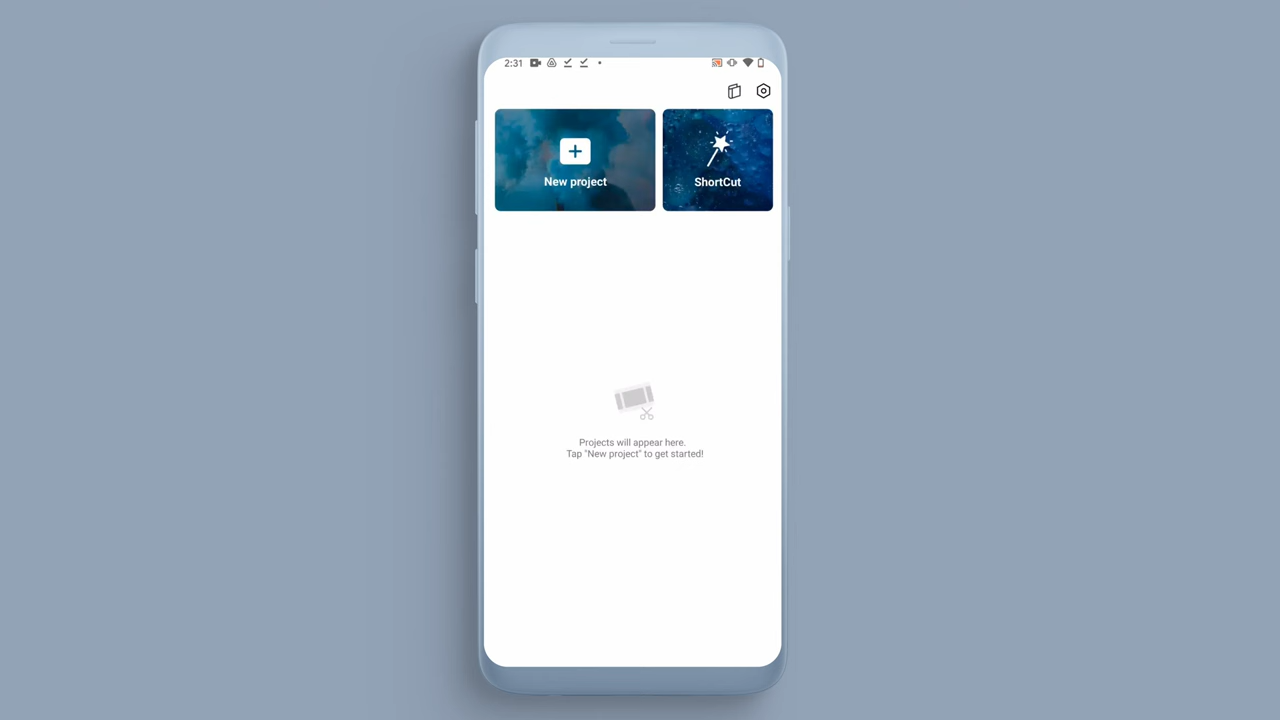 2:31
New project
ShortCut
Projects will appear here.
Tap "New project" to get started!